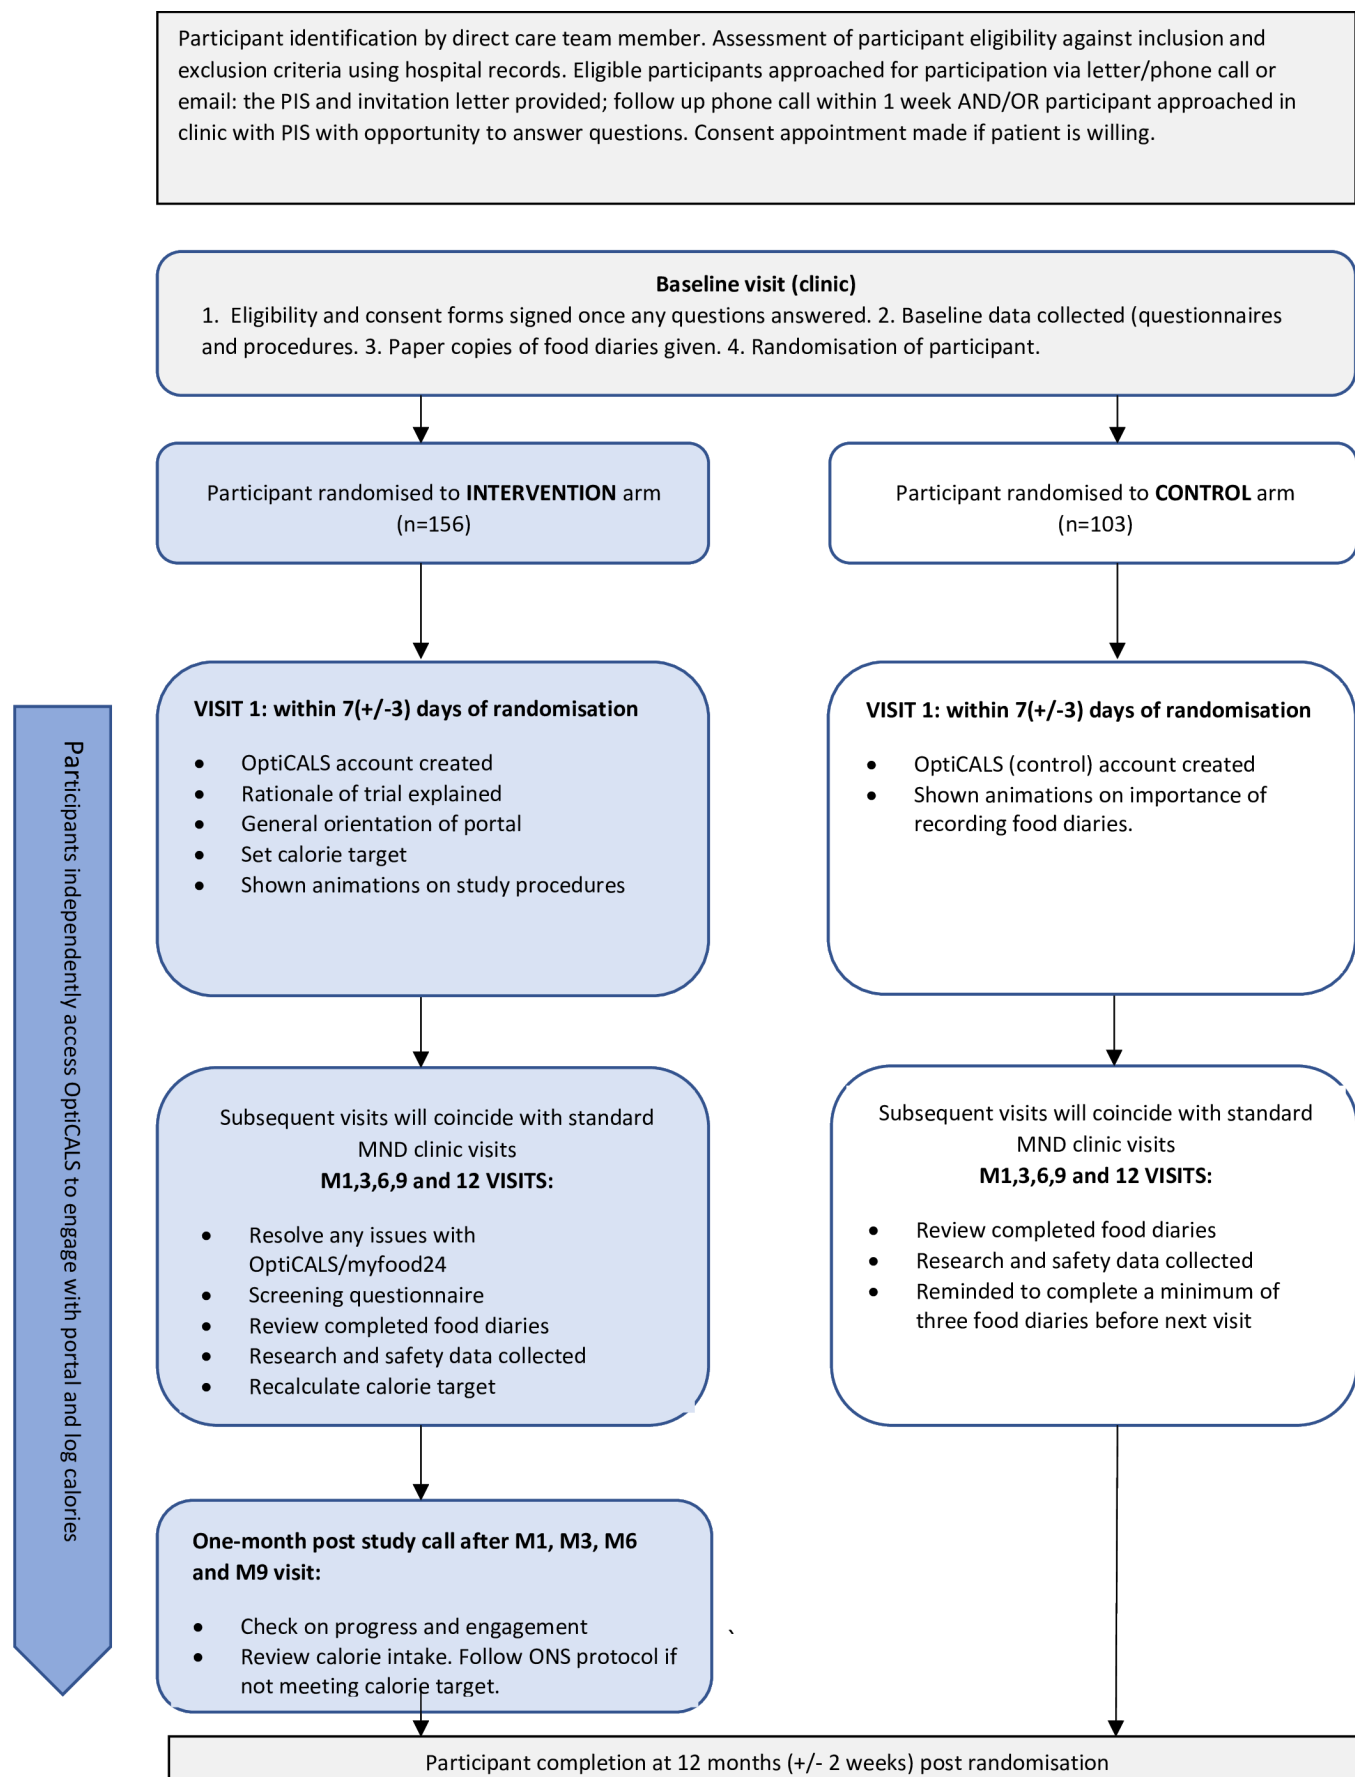 Participant identification by direct care team member. Assessment of participant eligibility against inclusion and
exclusion criteria using hospital records. Eligible participants approached for participation via letter/phone call or
email: the PIS and invitation letter provided; follow up phone call within 1 week AND/OR participant approached in
clinic with PIS with opportunity to answer questions. Consent appointment made if patient is willing.
Baseline visit (clinic)
1. Eligibility and consent forms signed once any questions answered. 2. Baseline data collected (questionnaires
and procedures. 3. Paper copies of food diaries given. 4. Randomisation of participant.
Participant randomised to INTERVENTION arm
(n=156)
Participant randomised to CONTROL arm
(n=103)
Participants independently access OptiCALS to engage with portal and log calories
VISIT 1: within 7(+/-3) days of randomisation
• OptiCALS account created
• Rationale of trial explained
• General orientation of portal
• Set calorie target
• Shown animations on study procedures
VISIT 1: within 7(+/-3) days of randomisation
• OptiCALS (control) account created
• Shown animations on importance of
recording food diaries.
Subsequent visits will coincide with standard
MND clinic visits
M1,3,6,9 and 12 VISITS:
• Resolve any issues with
OptiCALS/myfood24
• Screening questionnaire
• Review completed food diaries
• Research and safety data collected
• Recalculate calorie target
Subsequent visits will coincide with standard
MND clinic visits
M1,3,6,9 and 12 VISITS:
• Review completed food diaries
• Research and safety data collected
• Reminded to complete a minimum of
three food diaries before next visit
One-month post study call after M1, M3, M6
and M9 visit:
• Check on progress and engagement
• Review calorie intake. Follow ONS protocol if
not meeting calorie target.
`
Participant completion at 12 months (+/- 2 weeks) post randomisation